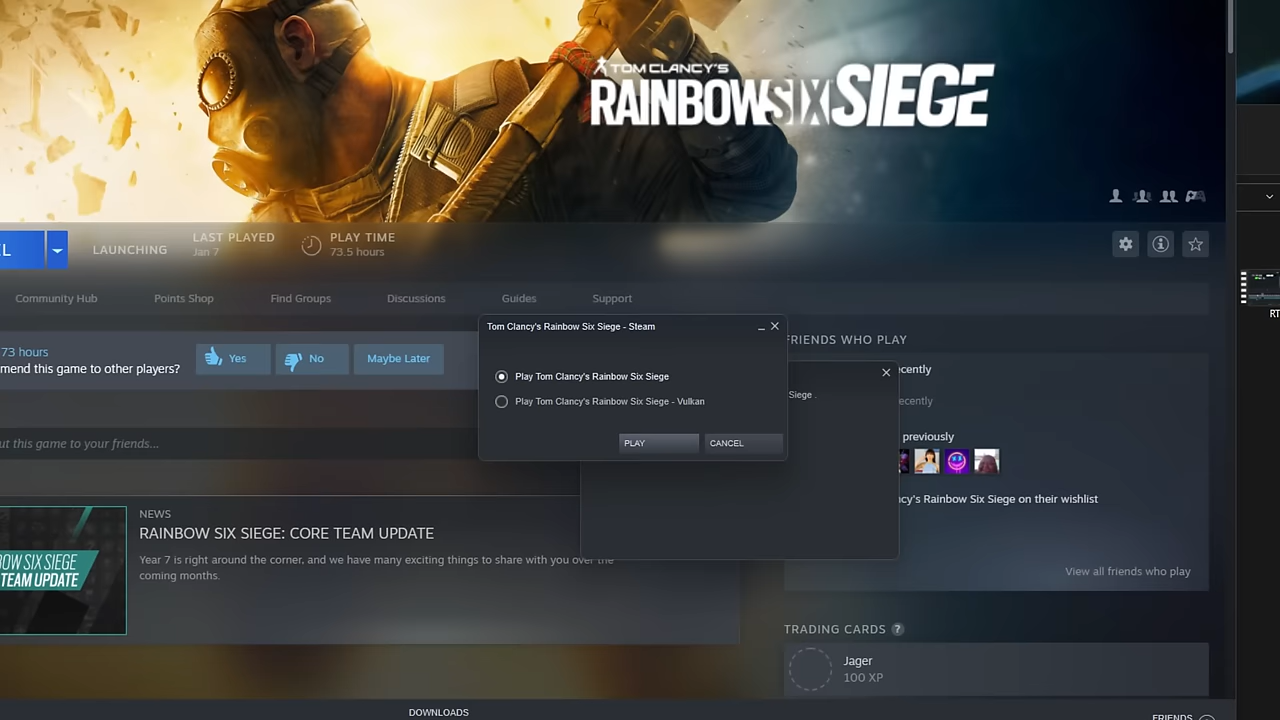 TOM CLANCY'S
RAINBOWSIX SIEGE
L
LAUNCHING
LAST PLAYED
Jan 7
PLAY TIME
73.5 hours
Community Hub
Points Shop
Find Groups
Discussions
Guides
Support
73 hours
mend this game to other players?
Yes
No
Maybe Later
Tom Clancy's Rainbow Six Siege - Steam
Play Tom Clancy's Rainbow Six Siege
Play Tom Clancy's Rainbow Six Siege - Vulkan
PLAY
CANCEL
Siege .
FRIENDS WHO PLAY
ecently
ecently
previously
ncy's Rainbow Six Siege on their wishlist
View all friends who play
ut this game to your friends...
OW SIX SIEGE
TEAM UPDATE
NEWS
RAINBOW SIX SIEGE: CORE TEAM UPDATE
Year 7 is right around the corner, and we have many exciting things to share with you over the
coming months.
TRADING CARDS ?
Jager
100 XP
RT
DOWNLOADS
FRIENDS